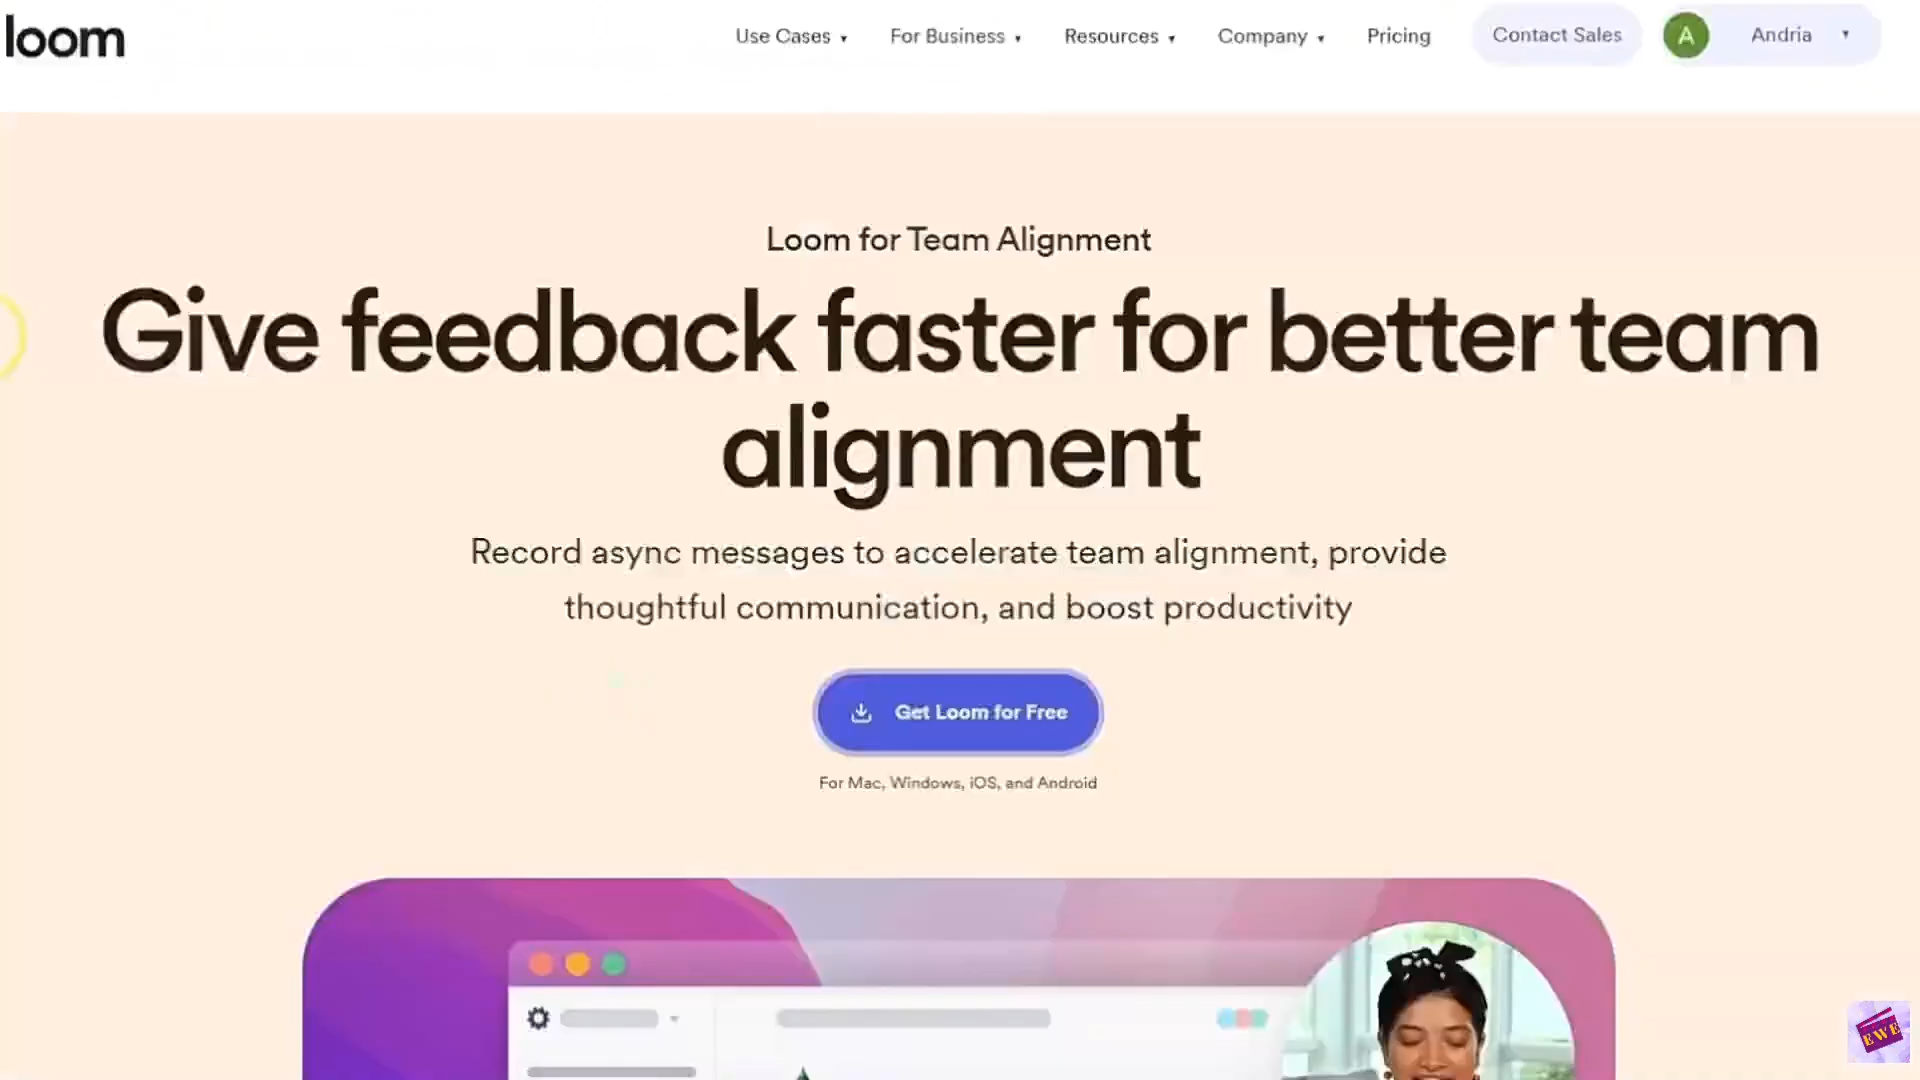 loom
Use Cases
For Business
Resources
Company
Pricing
Contact Sales
A
Andria
Loom for Team Alignment
Give feedback faster for better team
alignment
Record async messages to accelerate team alignment, provide
thoughtful communication, and boost productivity
Get Loom for Free
For Mac, Windows, iOS, and Android
EWE